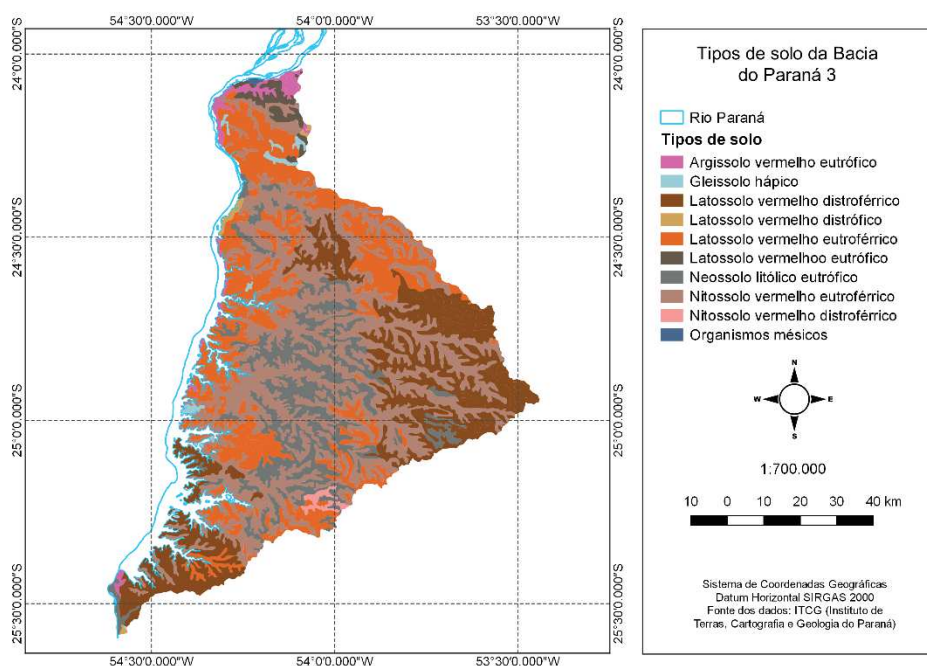 54°30'0.000"W
54°0'0.000"W
53°30'0.000"W
24°0'0.000"S
24°0'0.000"S
24°30'0.000"S
24°30'0.000"S
25°0'0.000"S
25°0'0.000"S
25°30'0.000"S
25°30'0.000"S
54°30'0.000"W
54°0'0.000"W
53°30'0.000"W
Tipos de solo da Bacia
do Paraná 3
Rio Paraná
Tipos de solo
Argissolo vermelho eutrófico
Gleissolo hápico
Latossolo vermelho distroférrico
Latossolo vermelho distrófico
Latossolo vermelho eutroférrico
Latossolo vermelhoo eutrófico
Neossolo litólico eutrófico
Nitossolo vermelho eutroférrico
Nitossolo vermelho distroférrico
Organismos mésicos
N
W E
S
1:700.000
10 0 10 20 30 40 km
Sistema de Coordenadas Geográficas
Datum Horizontal SIRGAS 2000
Fonte dos dados: ITCG (Instituto de
Terras, Cartografia e Geologia do Paraná)